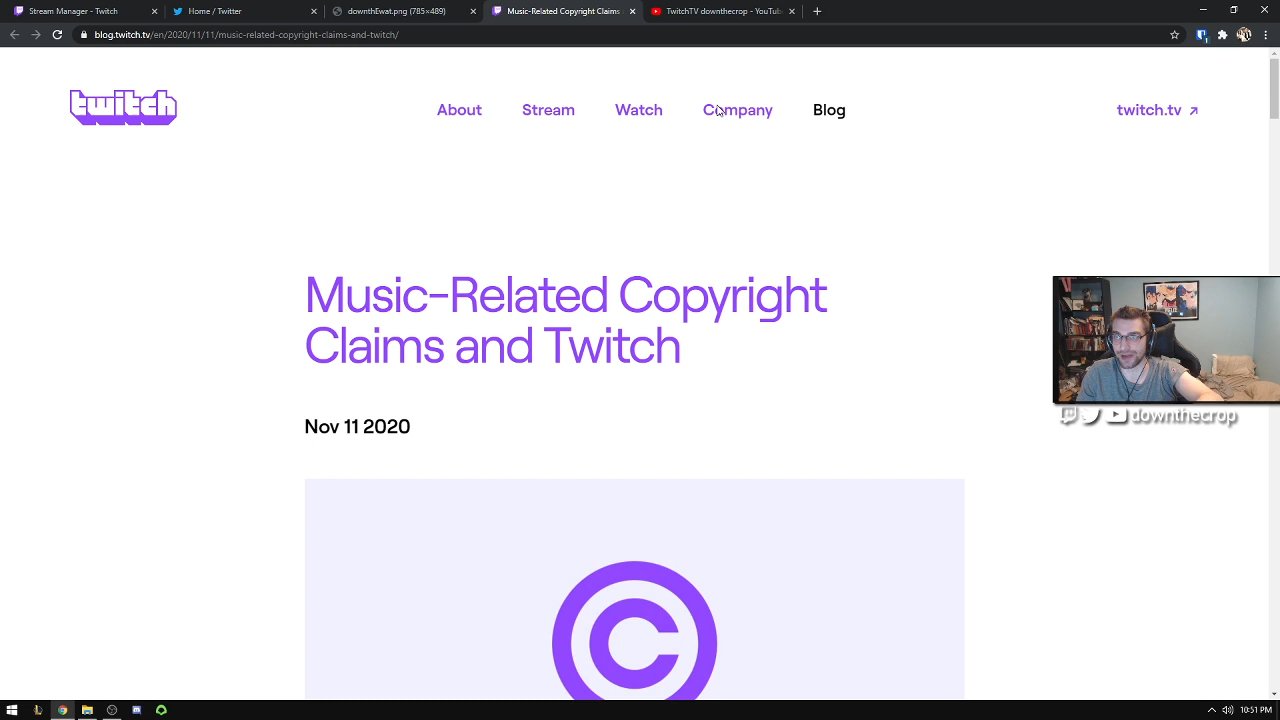 Stream Manager - Twitch
Home / Twitter
downthEwat.png (785×489)
Music-Related Copyright Claims
TwitchTV downthecrop - YouTube
blog.twitch.tv/en/2020/11/11/music-related-copyright-claims-and-twitch/
twitch
About
Stream
Watch
Company
Blog
twitch.tv
Music-Related Copyright
Claims and Twitch
Nov 11 2020
downthecrop
10:51 PM